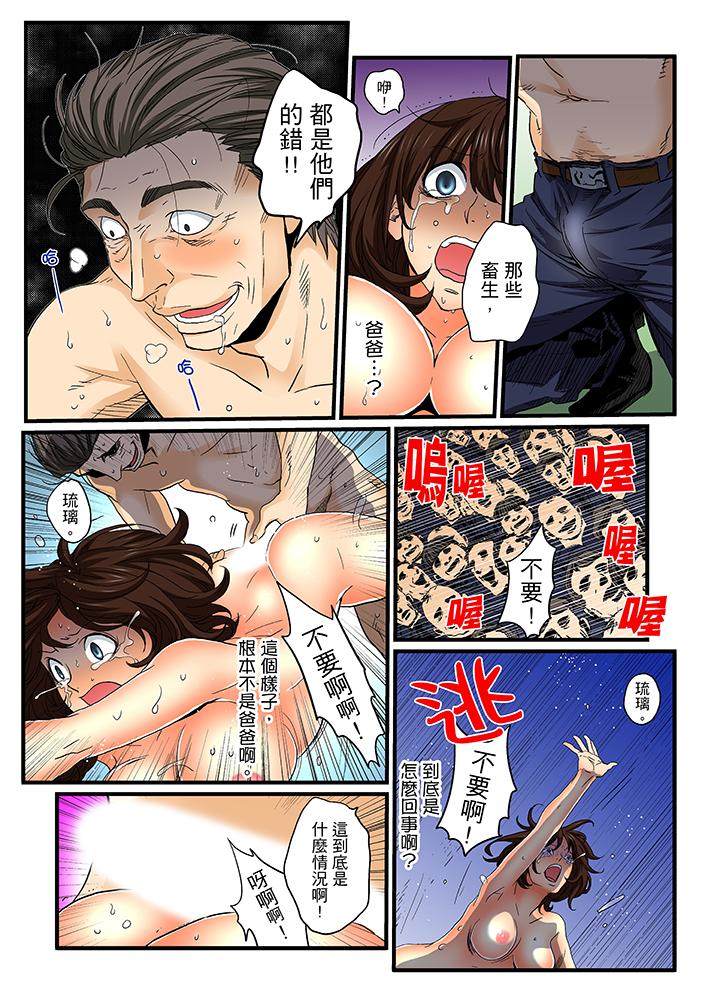 咿！
那些
畜生，
爸爸…？
都是他們
的錯!!
哈
哈
嗚喔
喔
喔
喔
喔
不要！
琉璃。
不要啊啊！
這個樣子，
根本不是爸爸啊。
琉璃。
逃
不要啊！
到底是
怎麼回事啊？
這到底是
什麼情況啊！
呀啊啊！